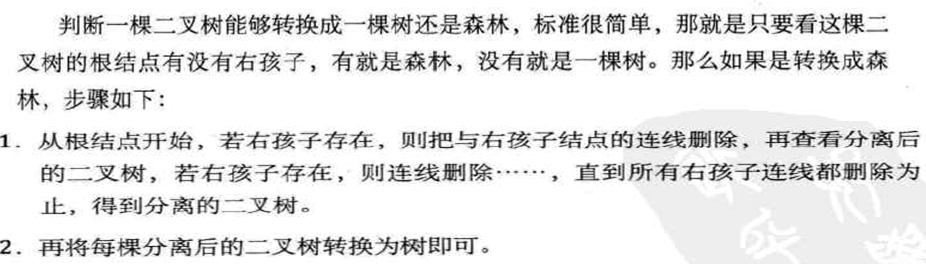 判断一棵二叉树能够转换成一棵树还是森林，标准很简单，那就是只要看这棵二
叉树的根结点有没有右孩子，有就是森林，没有就是一棵树。那么如果是转换成森
林，步骤如下：
1. 从根结点开始，若右孩子存在，则把与右孩子结点的连线删除，再查看分离后
的二叉树，若右孩子存在，则连线删除……，直到所有右孩子连线都删除为
止，得到分离的二叉树。
2. 再将每棵分离后的二叉树转换为树即可。